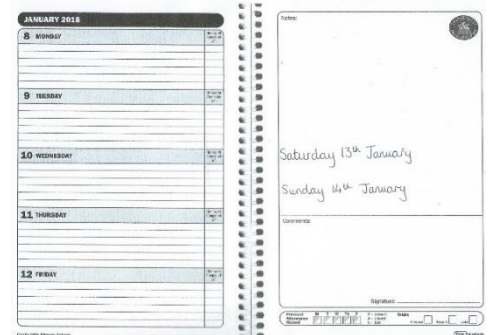 JANUARY 2018
8 MONDAY
9 TUESDAY
10 WEDNESDAY
11 THURSDAY
12 FRIDAY
Notes:
Saturday 13th January
Sunday 14th January
Comments:
Signature: